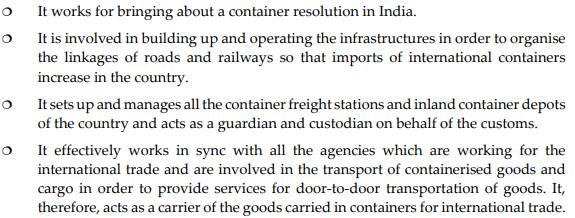 ❍ It works for bringing about a container resolution in India.
❍ It is involved in building up and operating the infrastructures in order to organise
the linkages of roads and railways so that imports of international containers
increase in the country.
❍ It sets up and manages all the container freight stations and inland container depots
of the country and acts as a guardian and custodian on behalf of the customs.
❍ It effectively works in sync with all the agencies which are working for the
international trade and are involved in the transport of containerised goods and
cargo in order to provide services for door-to-door transportation of goods. It,
therefore, acts as a carrier of the goods carried in containers for international trade.